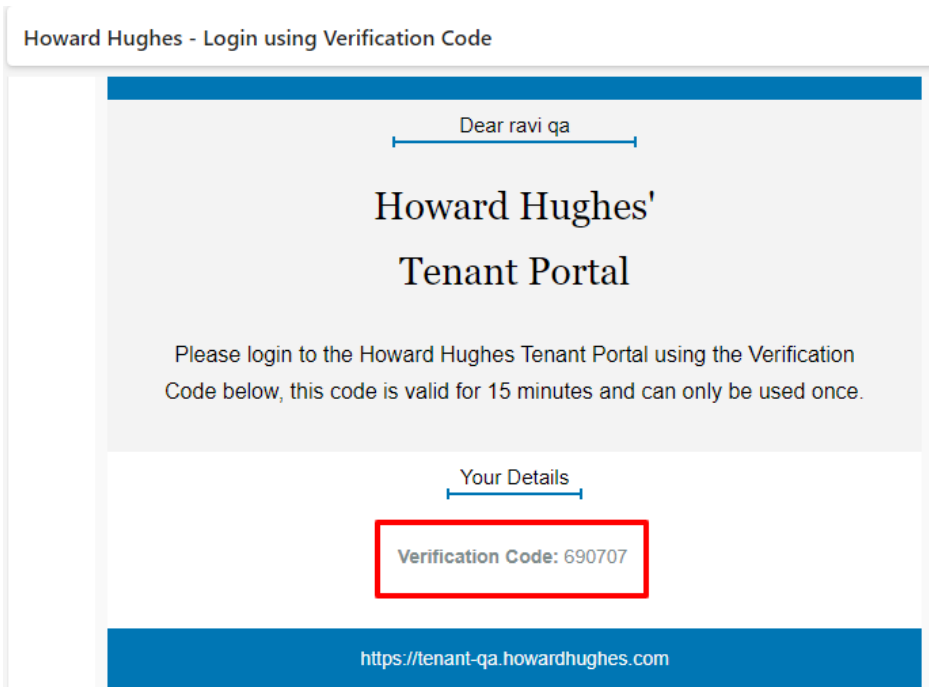 Howard Hughes - Login using Verification Code
Dear ravi qa
Howard Hughes'
Tenant Portal
Please login to the Howard Hughes Tenant Portal using the Verification
Code below, this code is valid for 15 minutes and can only be used once.
Your Details
Verification Code: 690707
https://tenant-qa.howardhughes.com